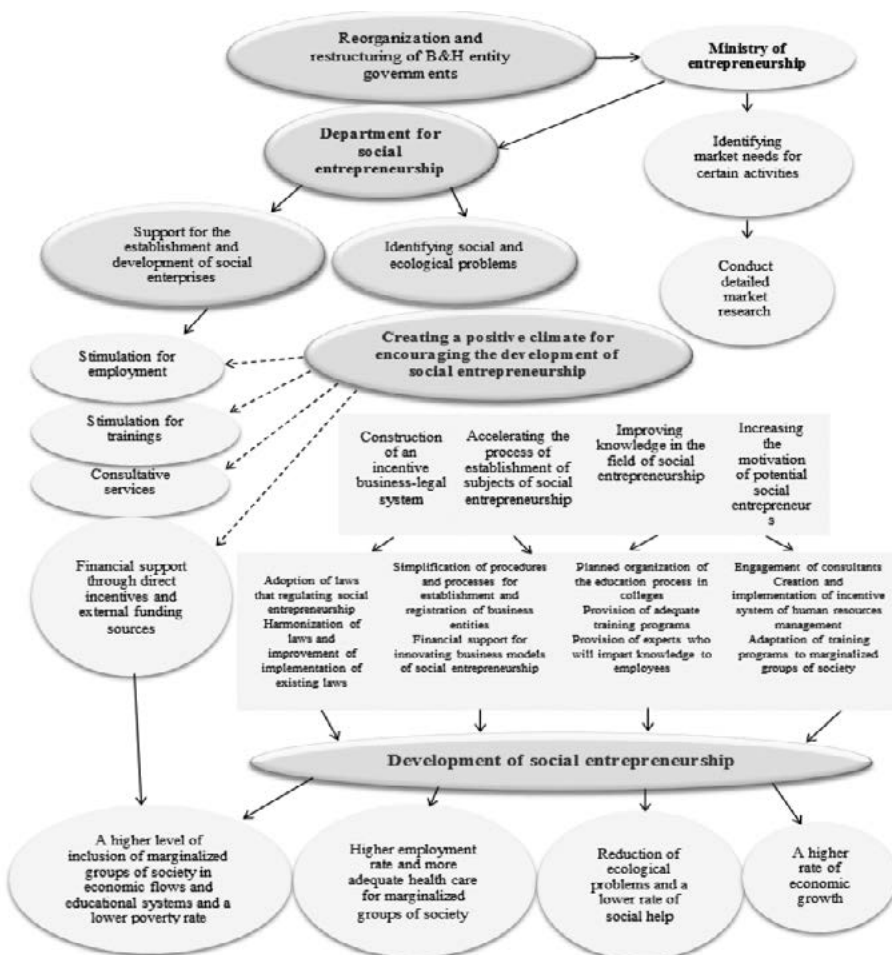 Reorganization and
restructuring of B&H entity
governments
Ministry of
entrepreneurship
Department for
social
entrepreneurship
Identifying
market needs for
certain activities
Support for the
establishment and
development of social
enterprises
Identifying social and
ecological problems
Conduct
detailed
market
research
Creating a positive climate for
encouraging the development of
social entrepreneurship
Stimulation for
employment
Stimulation for
trainings
Consultative
services
Financial support
through direct
incentives and
external funding
sources
Construction
of an
incentive
business-legal
system
Accelerating the
process of
establishment of
subjects of social
entrepreneurship
Improving
knowledge in the
field of social
entrepreneurship
Increasing
the
motivation
of potential
social
entrepreneur
s
Adoption of laws
that regulating social
entrepreneurship
Harmonization of
laws and
improvement of
implementation of
existing laws
Simplification of procedures
and processes for
establishment and
registration of business
entities
Financial support for
innovating business models
of social entrepreneurship
Planned organization of
the education process in
colleges
Provision of adequate
training programs
Provision of experts who
will impart knowledge to
employees
Engagement of consultants
Creation and
implementation of incentive
system of human resources
management
Adaptation of training
programs to marginalized
groups of society
Development of social entrepreneurship
A higher level of
inclusion of marginalized
groups of society in
economic flows and
educational systems and a
lower poverty rate
Higher employment
rate and more
adequate health care
for marginalized
groups of society
Reduction of
ecological
problems and a
lower rate of
social help
A higher
rate of
economic
growth